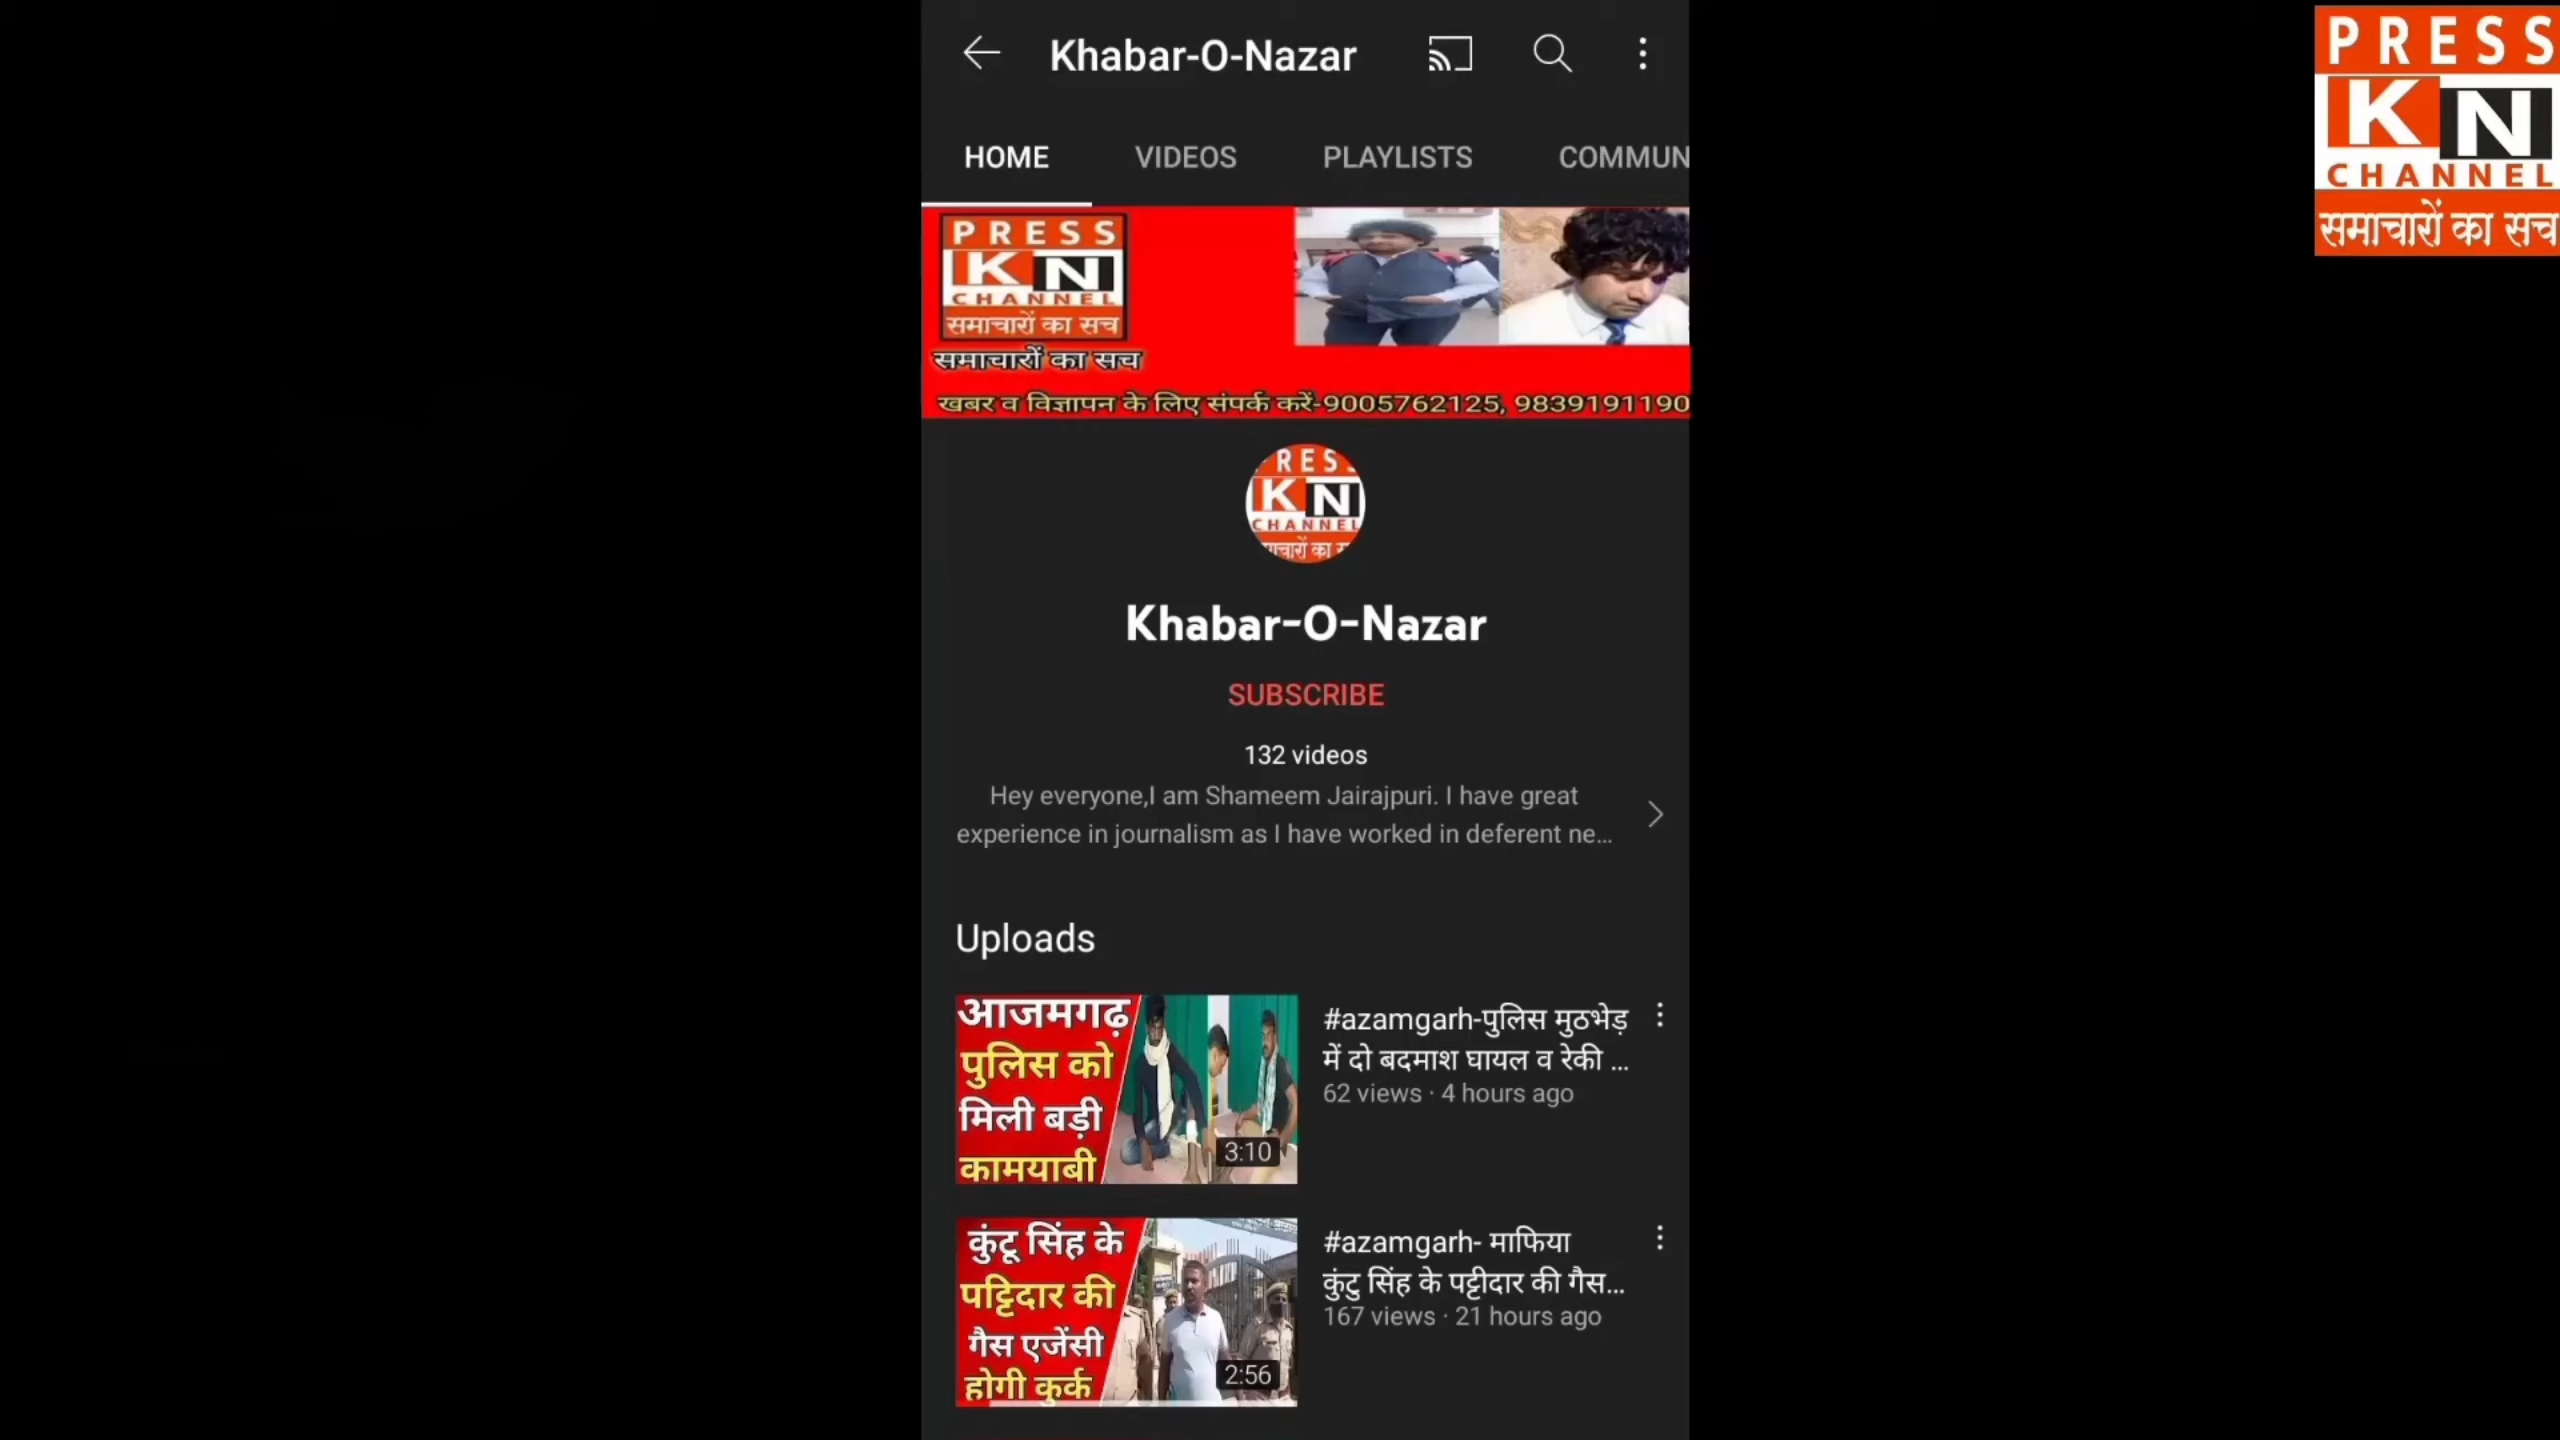 Khabar-O-Nazar
HOME VIDEOS PLAYLISTS COMMUN
PRESS
KN
CHANNEL
समाचारों का सच
समाचारों का सच
खबर व विज्ञापन के लिए संपर्क करें-9005762125, 9839191190
PRESS
KN
CHANNEL
समाचारों का सच
RESS
KN
CHANNEL
माचारों का स
Khabar-O-Nazar
SUBSCRIBE
132 videos
Hey everyone,I am Shameem Jairajpuri. I have great
experience in journalism as I have worked in deferent ne...
Uploads
आजमगढ़
पुलिस को
मिली बड़ी
कामयाबी
3:10
#azamgarh-पुलिस मुठभेड़
में दो बदमाश घायल व रेकी ...
62 views · 4 hours ago
कुंटू सिंह के
पट्टिदार की
गैस एजेंसी
होगी कुर्क
2:56
#azamgarh- माफिया
कुंटु सिंह के पट्टीदार की गैस...
167 views · 21 hours ago